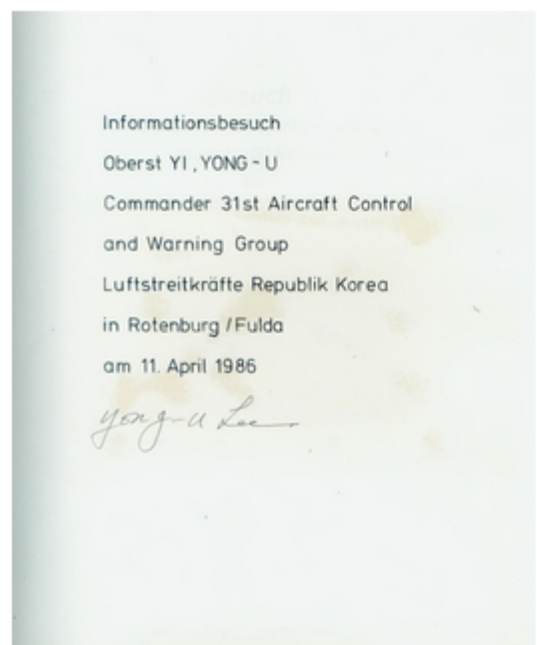 Informationsbesuch
Oberst YI, YONG-U
Commander 31st Aircraft Control
and Warning Group
Luftstreitkräfte Republik Korea
in Rotenburg/Fulda
am 11. April 1986
Yong-U Lee